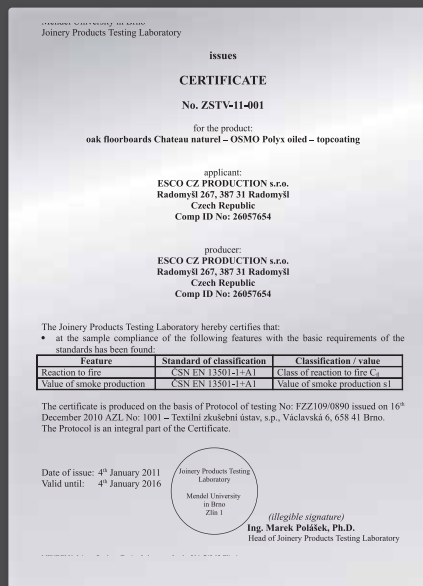 Mendel University in Brno
Joinery Products Testing Laboratory
issues
CERTIFICATE
No. ZSTV-11-001
for the product:
oak floorboards Chateau naturel – OSMO Polyx oiled – topcoating
applicant:
ESCO CZ PRODUCTION s.r.o.
Radomyšl 267, 387 31 Radomyšl
Czech Republic
Comp ID No: 26057654
producer:
ESCO CZ PRODUCTION s.r.o.
Radomyšl 267, 387 31 Radomyšl
Czech Republic
Comp ID No: 26057654
The Joinery Products Testing Laboratory hereby certifies that:
• at the sample compliance of the following features with the basic requirements of the
standards has been found:
Feature Standard of classification Classification / value
Reaction to fire ČSN EN 13501-1+A1 Class of reaction to fire Cfl
Value of smoke production ČSN EN 13501-1+A1 Value of smoke production s1
The certificate is produced on the basis of Protocol of testing No: FZZ109/0890 issued on 16th
December 2010 AZL No: 1001 – Textilní zkušební ústav, s.p., Václavská 6, 658 41 Brno.
The Protocol is an integral part of the Certificate.
Date of issue: 4th January 2011
Valid until: 4th January 2016
Joinery Products Testing
Laboratory
Mendel University
in Brno
Zlín 1
(illegible signature)
Ing. Marek Polášek, Ph.D.
Head of Joinery Products Testing Laboratory